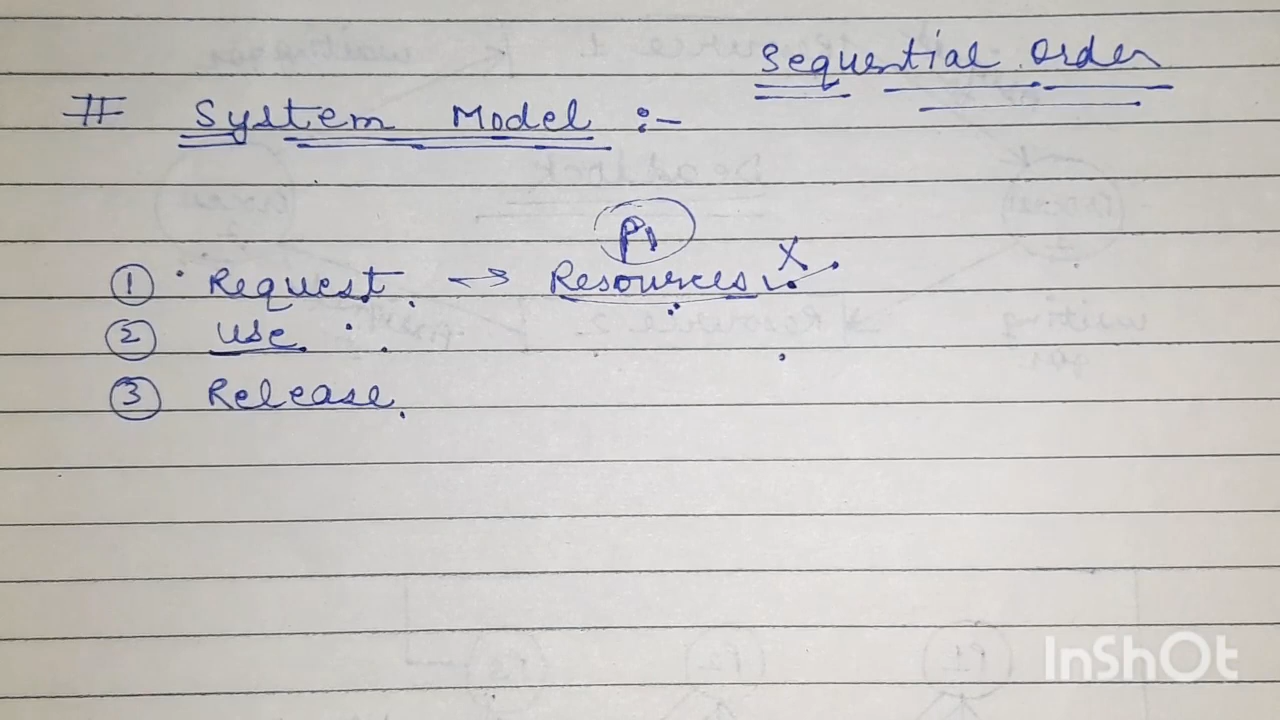 Sequential Order
# System Model :-
P1
① Request → Resources X
② Use
③ Release
InShOt